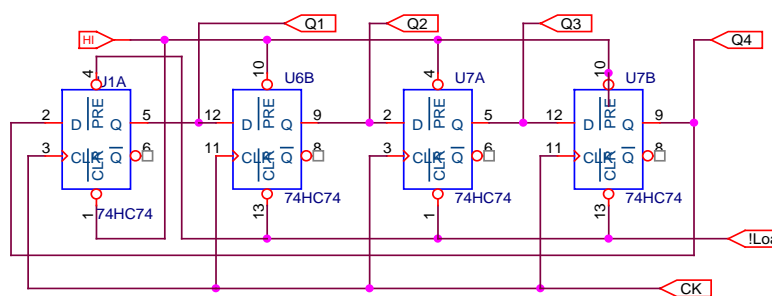 Q1 Q2 Q3 Q4
HI
4 10 4 10
U1A U6B U7A U7B
2 D PRE Q 5 12 D PRE Q 9 2 D PRE Q 5 12 D PRE Q 9
3 CLK Q 6 11 CLK Q 8 3 CLK Q 6 11 CLK Q 8
CLR CLR CLR CLR
1 74HC74 13 74HC74 1 74HC74 13 74HC74
!Loa
CK